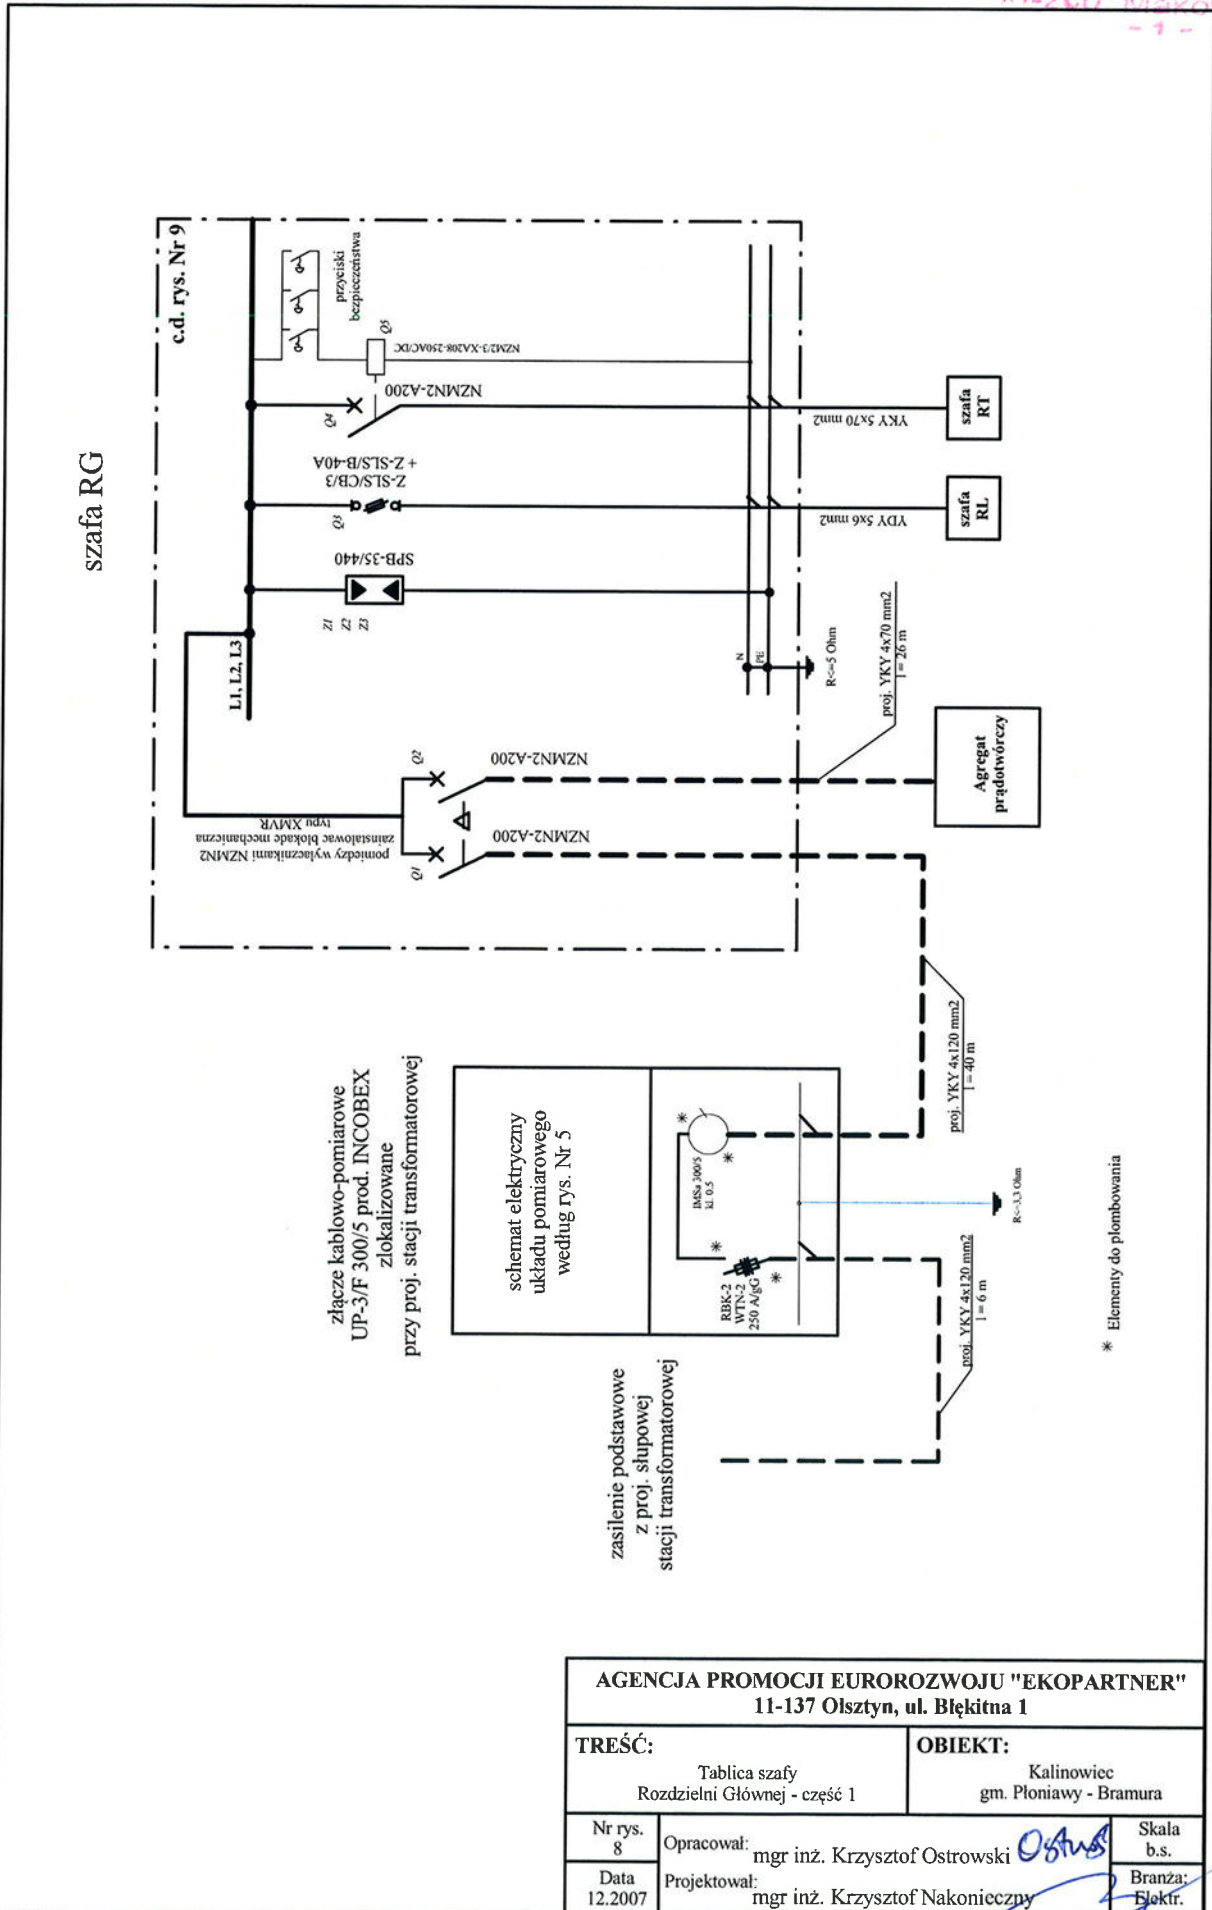 - 1 -
szafa RG
c.d. rys. Nr 9
przyciski
bezpieczeństwa
Q5
NZM2/3-XA208-250AC/DC
Q4
NZMN2-A200
YKY 5x70 mm2
szafa
RT
Q3
Z-SLS/CB/3
+ Z-SLS/B-40A
YDY 5x6 mm2
szafa
RL
SPB-35/440
Z1
Z2
Z3
L1, L2, L3
N
PE
R<=5 Ohm
proj. YKY 4x70 mm2
l = 26 m
Agregat
prądotwórczy
Q2
NZMN2-A200
Q1
NZMN2-A200
pomiedzy wylacznikami NZMN2
zainstalowac blokade mechaniczna
typu XMVR
złącze kablowo-pomiarowe
UP-3/F 300/5 prod. INCOBEX
zlokalizowane
przy proj. stacji transformatorowej
schemat elektryczny
układu pomiarowego
według rys. Nr 5
*
*
IMSa 300/5
kl. 0.5
*
*
RBK-2
WTN-2
250 A/gG
proj. YKY 4x120 mm2
l = 40 m
R<=3,3 Ohm
proj. YKY 4x120 mm2
l = 6 m
* Elementy do plombowania
zasilenie podstawowe
z proj. słupowej
stacji transformatorowej
AGENCJA PROMOCJI EUROROZWOJU "EKOPARTNER"
11-137 Olsztyn, ul. Błękitna 1
TREŚĆ:
Tablica szafy
Rozdzielni Głównej - część 1
OBIEKT:
Kalinowiec
gm. Płoniawy - Bramura
Nr rys.
8
Opracował: mgr inż. Krzysztof Ostrowski
Skala
b.s.
Data
12.2007
Projektował: mgr inż. Krzysztof Nakonieczny
Branża:
Elektr.